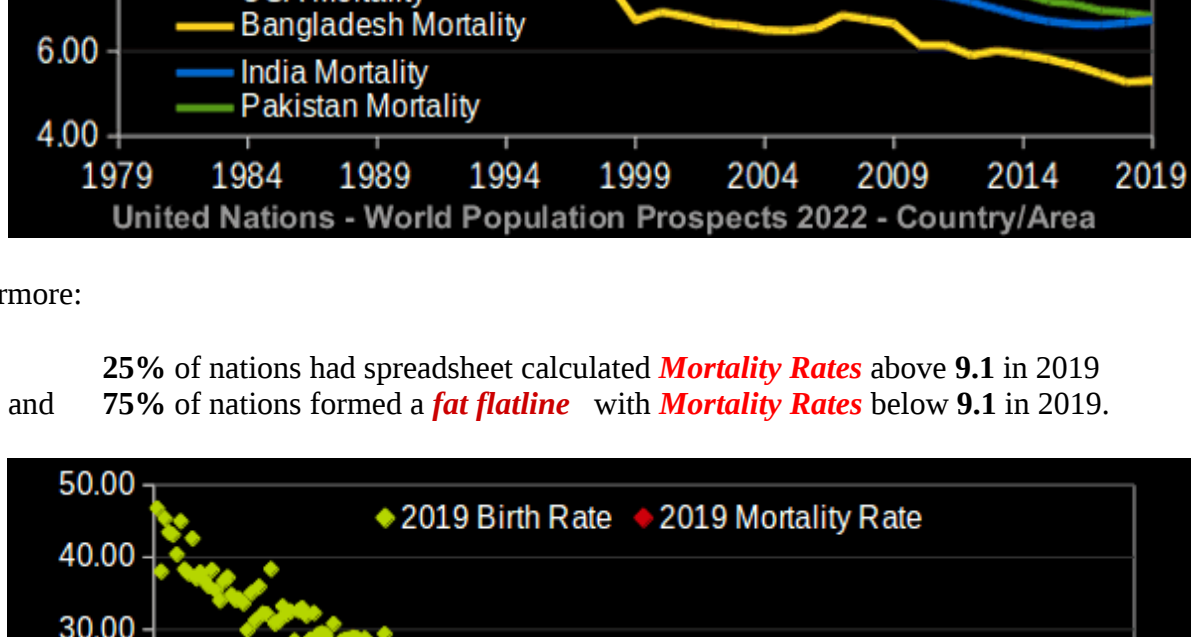 Mortality
Bangladesh Mortality
6.00
India Mortality
Pakistan Mortality
4.00
1979 1984 1989 1994 1999 2004 2009 2014 2019
United Nations - World Population Prospects 2022 - Country/Area
rmore:
25% of nations had spreadsheet calculated Mortality Rates above 9.1 in 2019
and 75% of nations formed a fat flatline with Mortality Rates below 9.1 in 2019.
50.00
2019 Birth Rate 2019 Mortality Rate
40.00
30.00